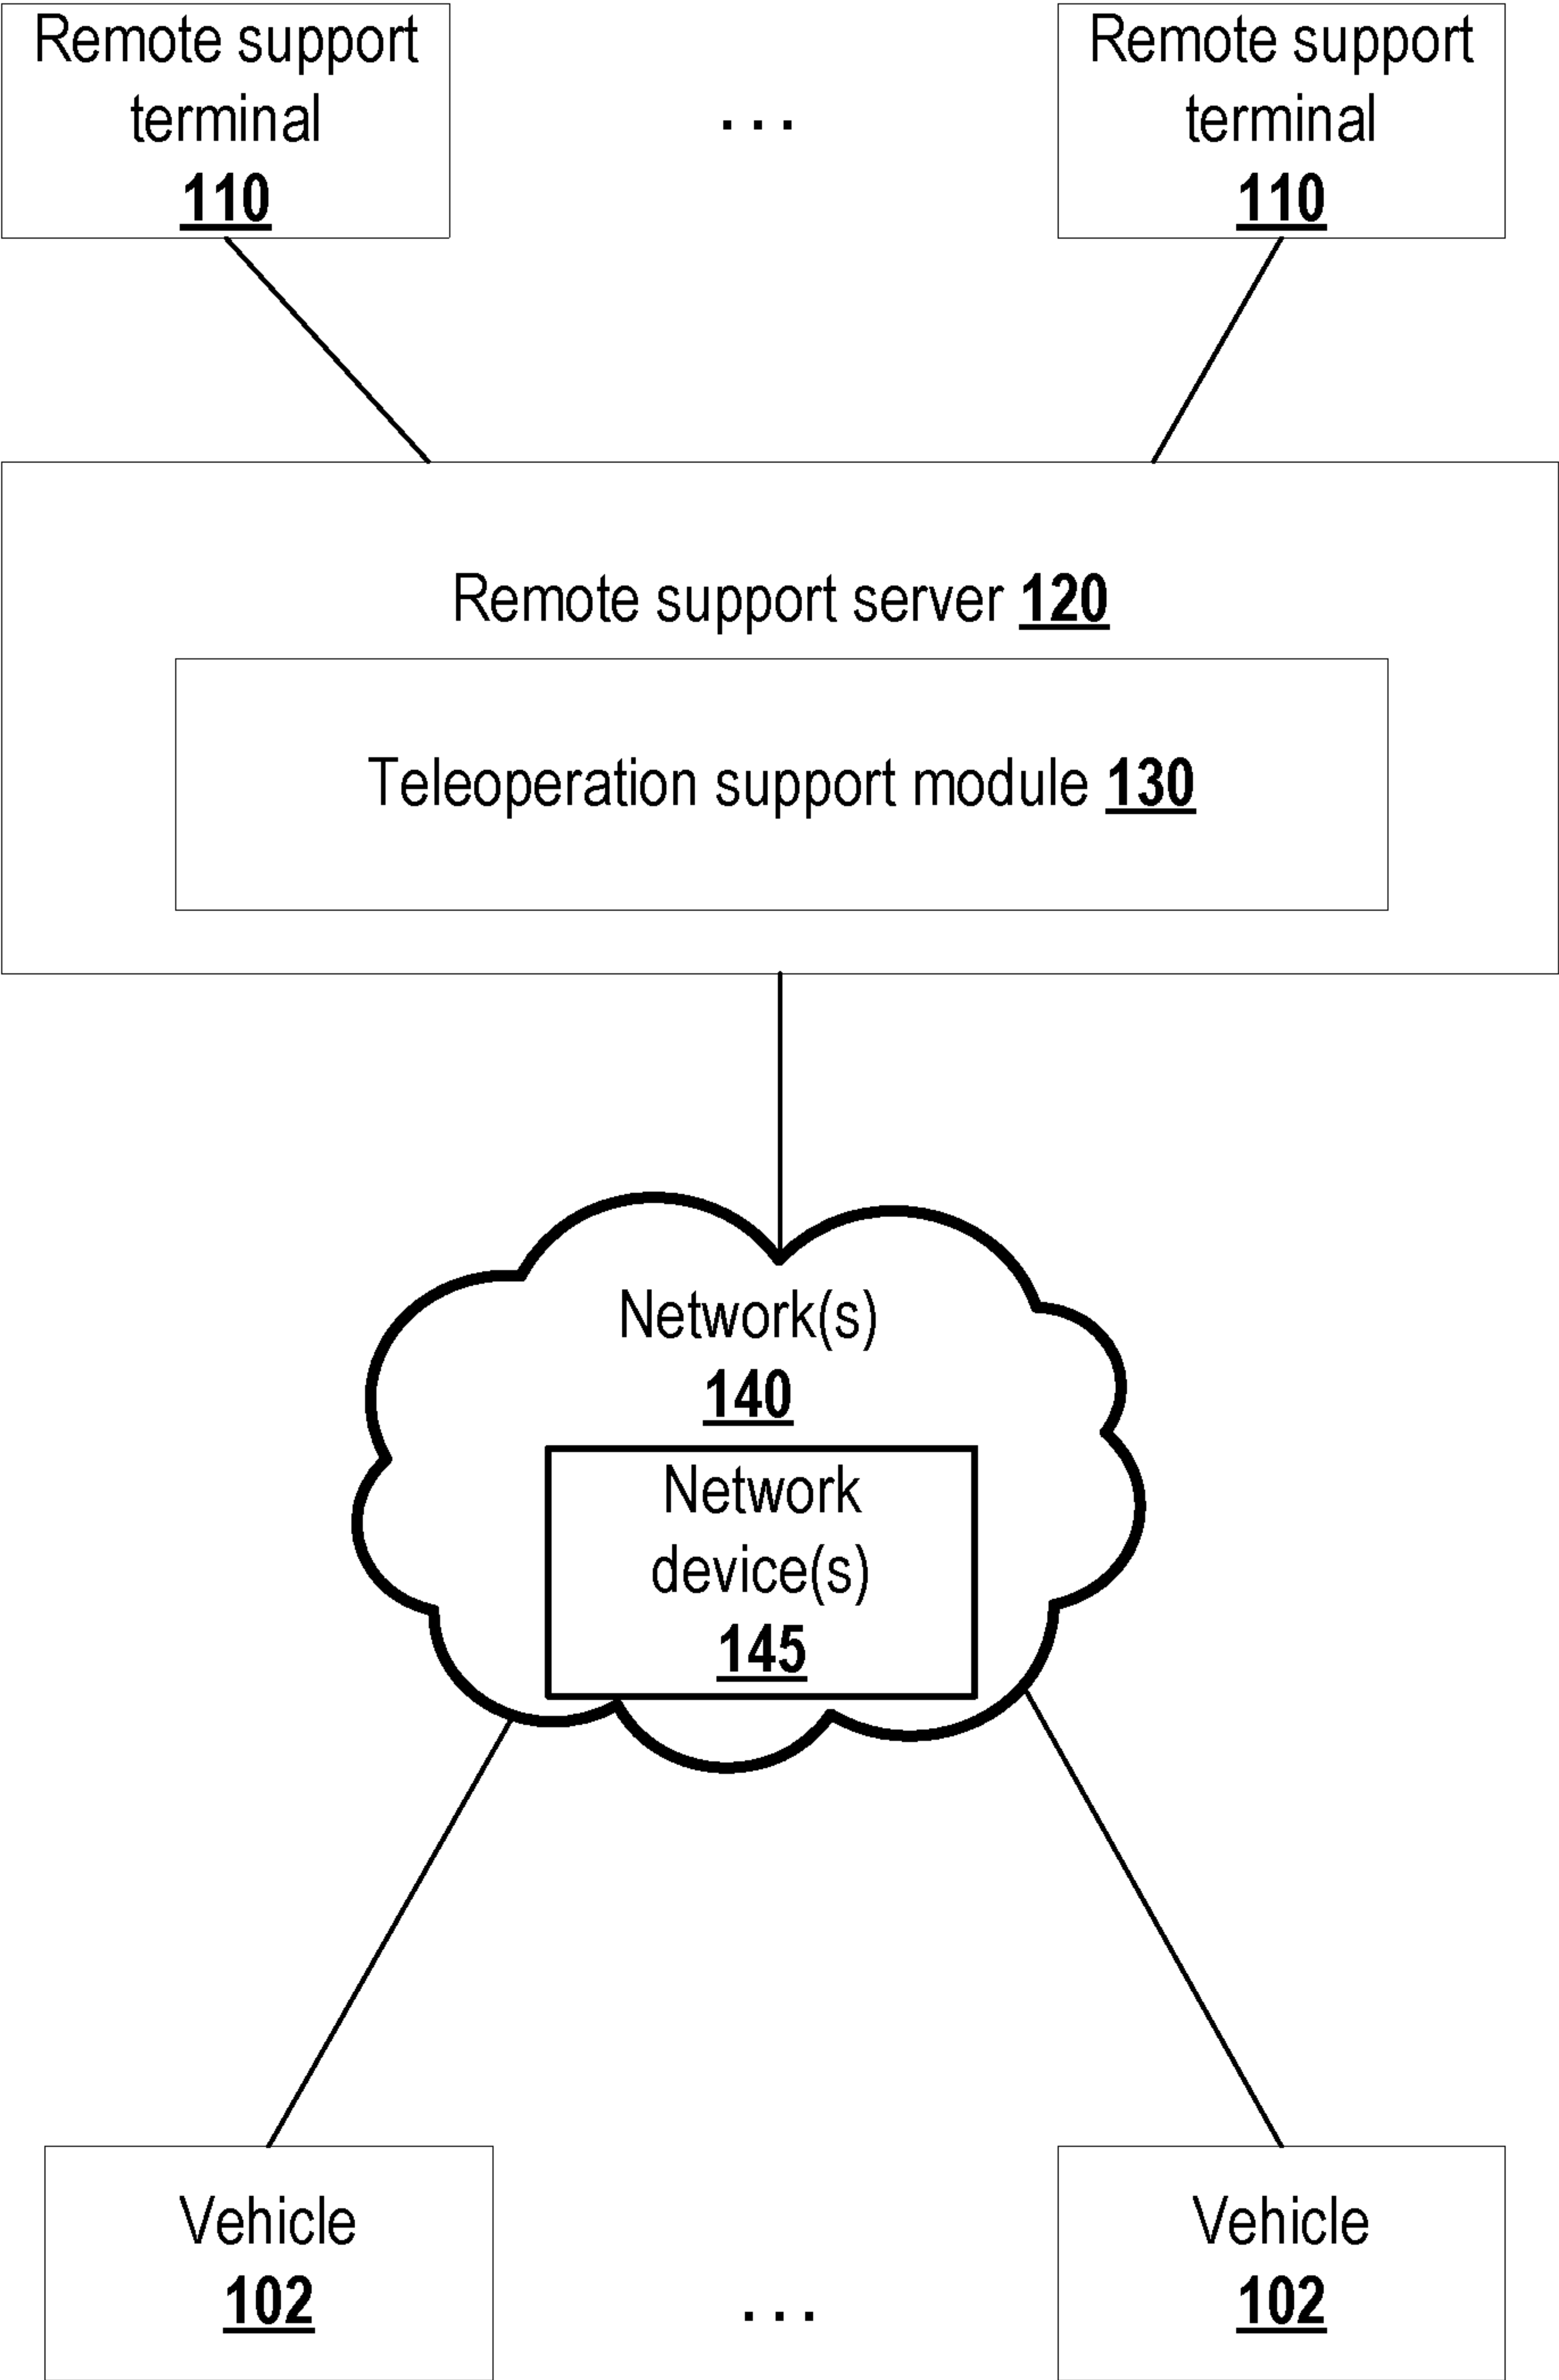 Remote support
terminal
110
...
Remote support
terminal
110
Remote support server 120
Teleoperation support module 130
Network(s)
140
Network
device(s)
145
Vehicle
102
...
Vehicle
102